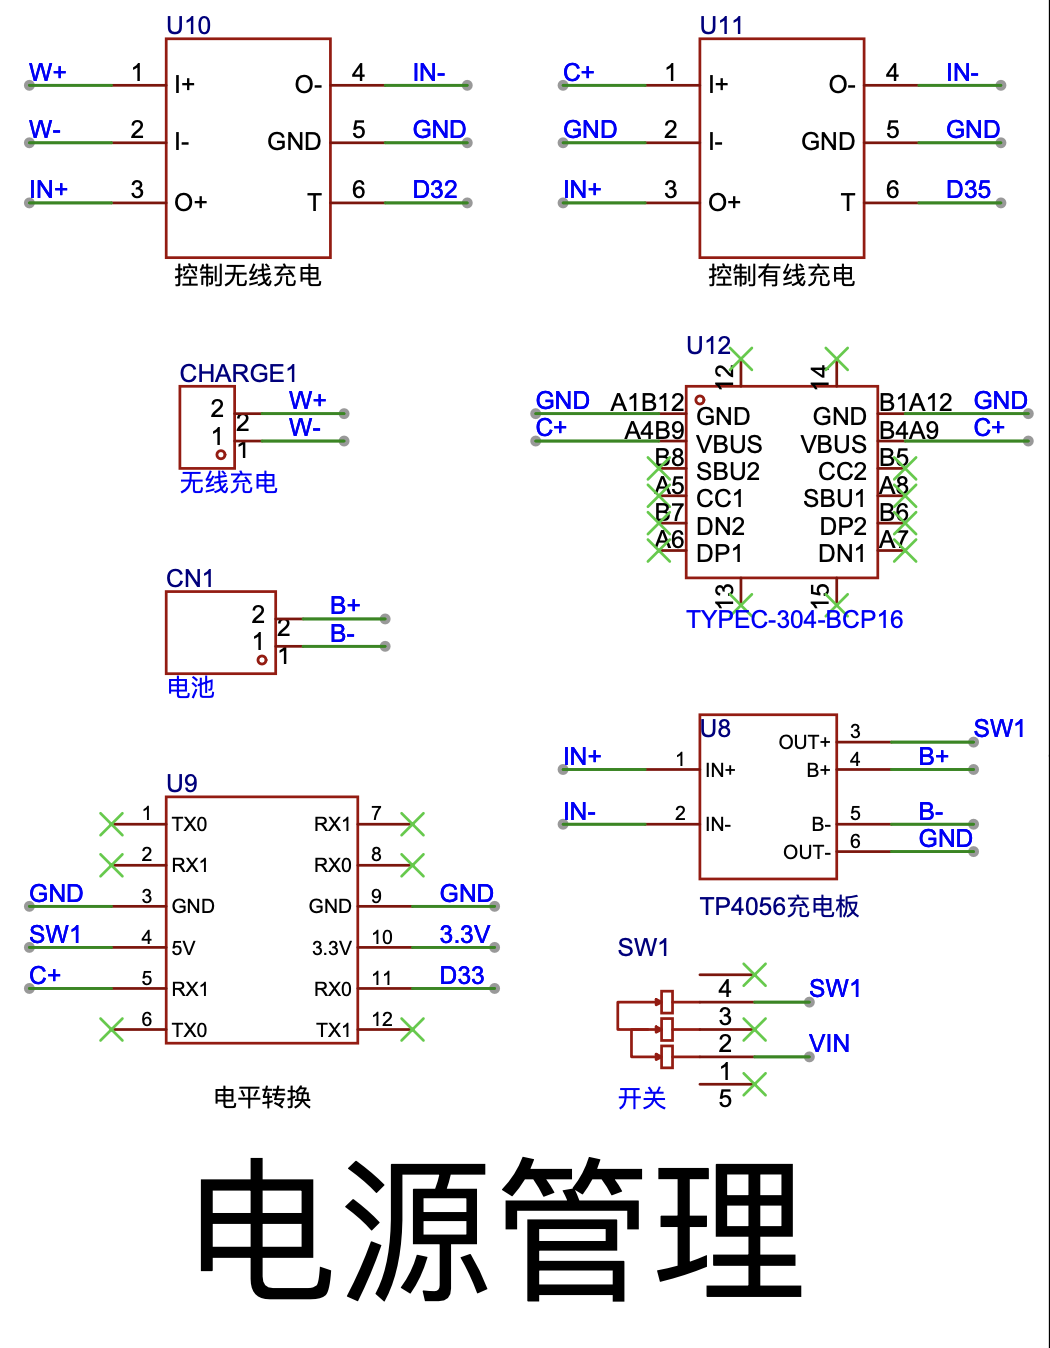 U10
W+ 1 I+ O- 4 IN-
W- 2 I- GND 5 GND
IN+ 3 O+ T 6 D32
控制无线充电
U11
C+ 1 I+ O- 4 IN-
GND 2 I- GND 5 GND
IN+ 3 O+ T 6 D35
控制有线充电
CHARGE1
2 2 W+
1 1 W-
无线充电
U12
12 14
GND A1B12 GND GND B1A12 GND
C+ A4B9 VBUS VBUS B4A9 C+
B8 SBU2 CC2 B5
A5 CC1 SBU1 A8
B7 DN2 DP2 B6
A6 DP1 DN1 A7
13 15
TYPEC-304-BCP16
CN1
2 2 B+
1 1 B-
电池
U8
OUT+ 3 SW1
IN+ 1 IN+ B+ 4 B+
IN- 2 IN- B- 5 B-
OUT- 6 GND
TP4056充电板
U9
1 TX0 RX1 7
2 RX1 RX0 8
GND 3 GND GND 9 GND
SW1 4 5V 3.3V 10 3.3V
C+ 5 RX1 RX0 11 D33
6 TX0 TX1 12
电平转换
SW1
4 SW1
3
2 VIN
1
5
开关
电源管理